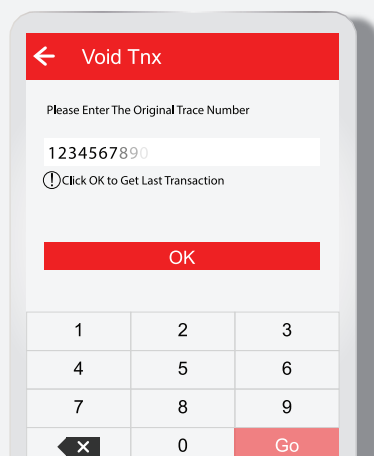 Void Tnx
Please Enter The Original Trace Number
1234567890
Click OK to Get Last Transaction
OK
1 2 3
4 5 6
7 8 9
0 Go